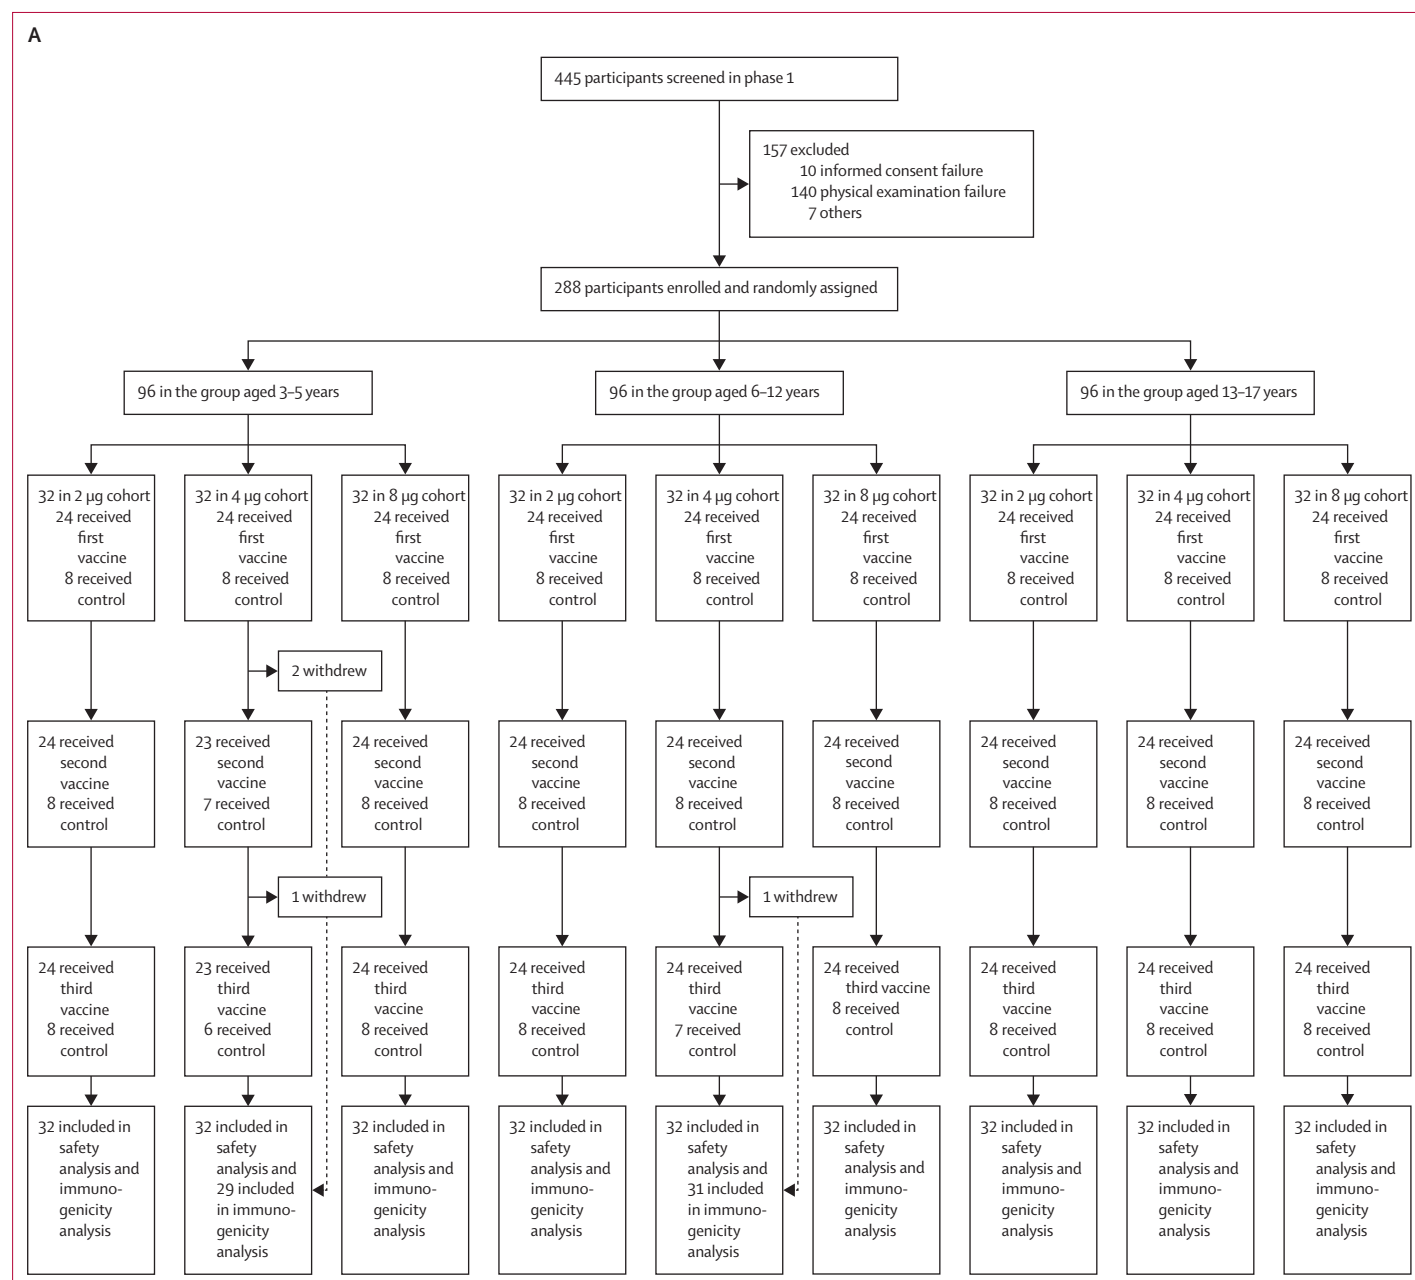 A
445 participants screened in phase 1
157 excluded
10 informed consent failure
140 physical examination failure
7 others
288 participants enrolled and randomly assigned
96 in the group aged 3–5 years
96 in the group aged 6–12 years
96 in the group aged 13–17 years
32 in 2 µg cohort
24 received
first
vaccine
8 received
control
32 in 4 µg cohort
24 received
first
vaccine
8 received
control
32 in 8 µg cohort
24 received
first
vaccine
8 received
control
32 in 2 µg cohort
24 received
first
vaccine
8 received
control
32 in 4 µg cohort
24 received
first
vaccine
8 received
control
32 in 8 µg cohort
24 received
first
vaccine
8 received
control
32 in 2 µg cohort
24 received
first
vaccine
8 received
control
32 in 4 µg cohort
24 received
first
vaccine
8 received
control
32 in 8 µg cohort
24 received
first
vaccine
8 received
control
2 withdrew
24 received
second
vaccine
8 received
control
23 received
second
vaccine
7 received
control
24 received
second
vaccine
8 received
control
24 received
second
vaccine
8 received
control
24 received
second
vaccine
8 received
control
24 received
second
vaccine
8 received
control
24 received
second
vaccine
8 received
control
24 received
second
vaccine
8 received
control
24 received
second
vaccine
8 received
control
1 withdrew
1 withdrew
24 received
third
vaccine
8 received
control
23 received
third
vaccine
6 received
control
24 received
third
vaccine
8 received
control
24 received
third
vaccine
8 received
control
24 received
third
vaccine
7 received
control
24 received
third vaccine
8 received
control
24 received
third
vaccine
8 received
control
24 received
third
vaccine
8 received
control
24 received
third
vaccine
8 received
control
32 included in
safety
analysis and
immuno-
genicity
analysis
32 included in
safety
analysis and
29 included
in immuno-
genicity
analysis
32 included in
safety
analysis and
immuno-
genicity
analysis
32 included in
safety
analysis and
immuno-
genicity
analysis
32 included in
safety
analysis and
31 included
in immuno-
genicity
analysis
32 included in
safety
analysis and
immuno-
genicity
analysis
32 included in
safety
analysis and
immuno-
genicity
analysis
32 included in
safety
analysis and
immuno-
genicity
analysis
32 included in
safety
analysis and
immuno-
genicity
analysis